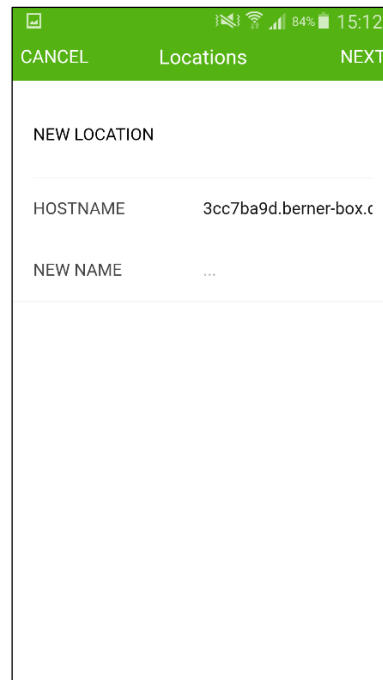 84% 15:12
CANCEL Locations NEXT
NEW LOCATION
HOSTNAME 3cc7ba9d.berner-box.c
NEW NAME ...